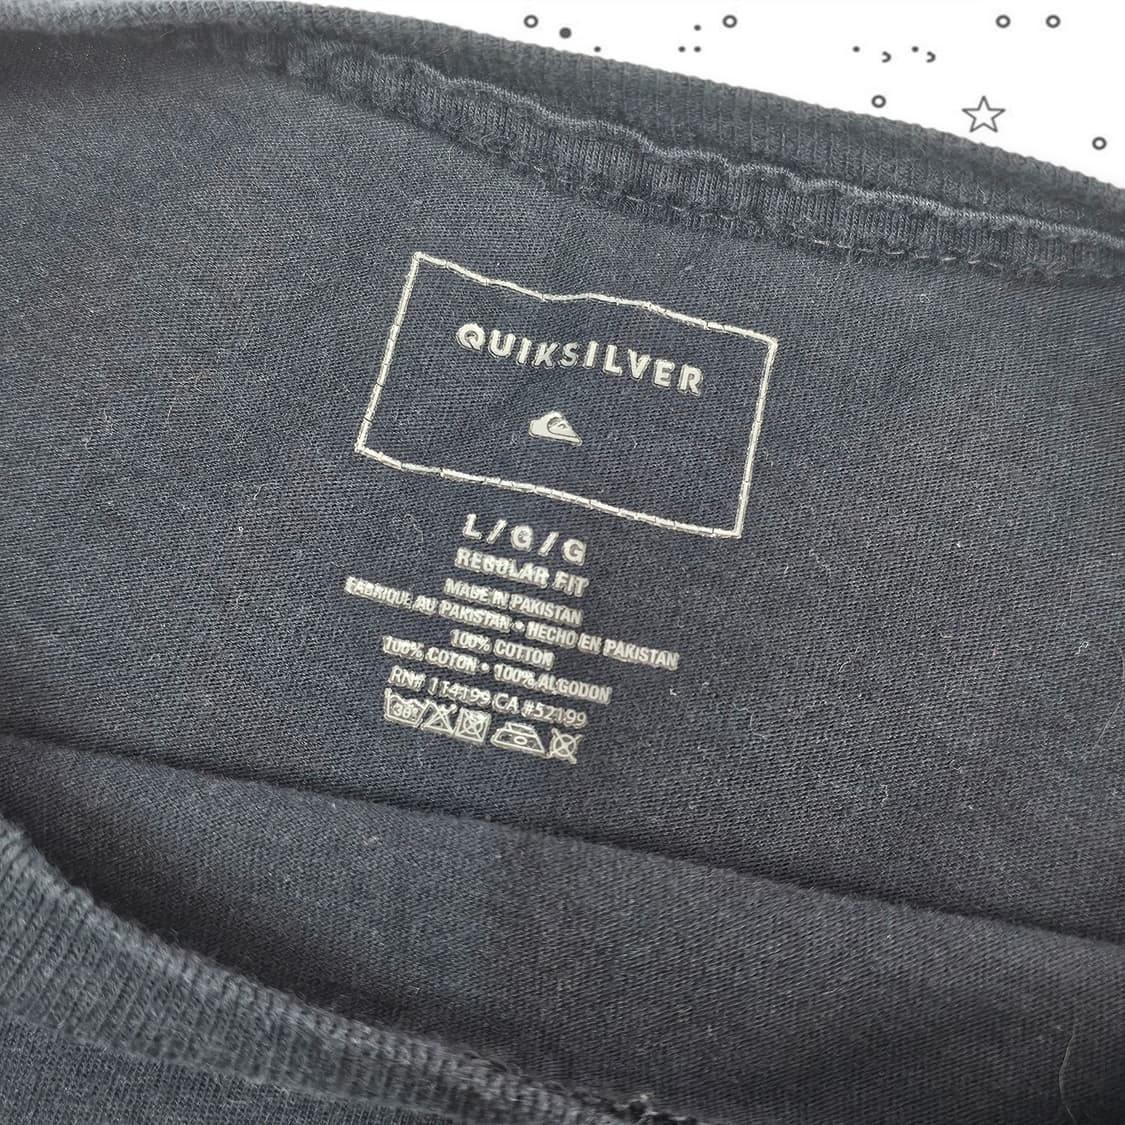 QUIKSILVER
L/G/G
REGULAR FIT
MADE IN PAKISTAN
FABRIQUE AU PAKISTAN • HECHO EN PAKISTAN
100% COTTON
100% COTON • 100% ALGODON
RN# 114199 CA #52199
30°